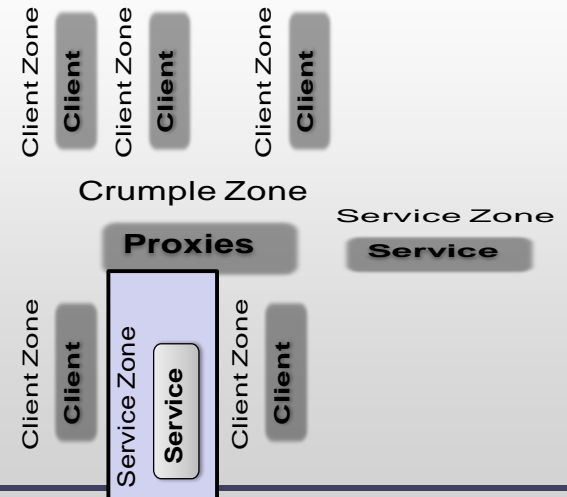 Client Zone
Client
Client Zone
Client
Client Zone
Client
Crumple Zone
Proxies
Service Zone
Service
Client Zone
Client
Service Zone
Service
Client Zone
Client